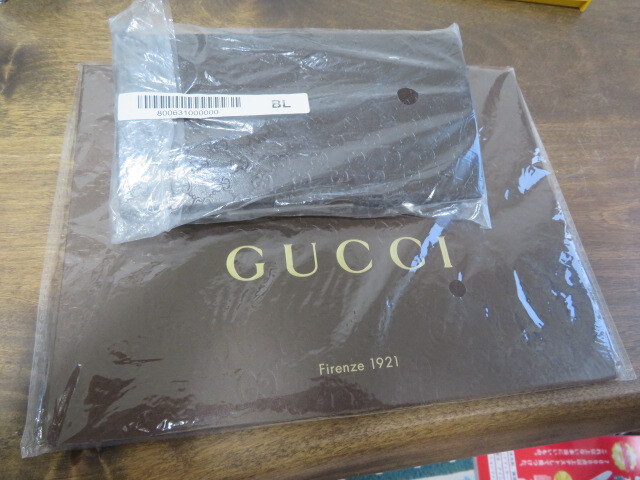 BL
800631000000
GUCCI
Firenze 1921